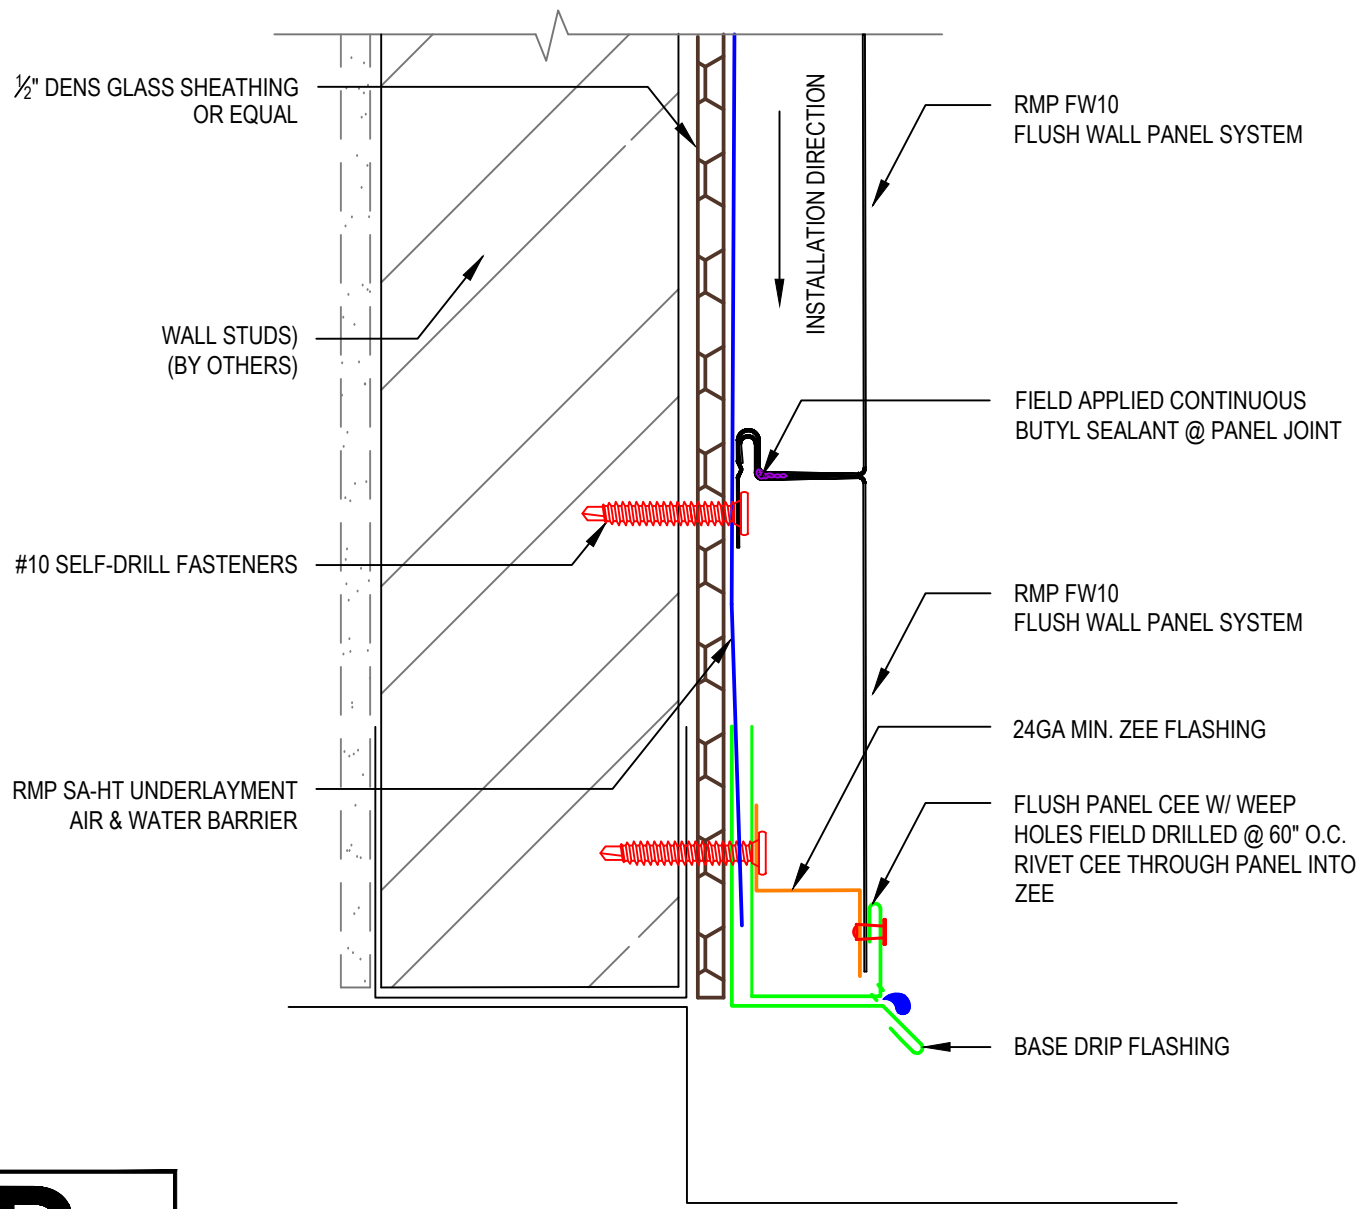 ½" DENS GLASS SHEATHING
OR EQUAL
WALL STUDS)
(BY OTHERS)
#10 SELF-DRILL FASTENERS
RMP SA-HT UNDERLAYMENT
AIR & WATER BARRIER
INSTALLATION DIRECTION
RMP FW10
FLUSH WALL PANEL SYSTEM
FIELD APPLIED CONTINUOUS
BUTYL SEALANT @ PANEL JOINT
RMP FW10
FLUSH WALL PANEL SYSTEM
24GA MIN. ZEE FLASHING
FLUSH PANEL CEE W/ WEEP
HOLES FIELD DRILLED @ 60" O.C.
RIVET CEE THROUGH PANEL INTO
ZEE
BASE DRIP FLASHING